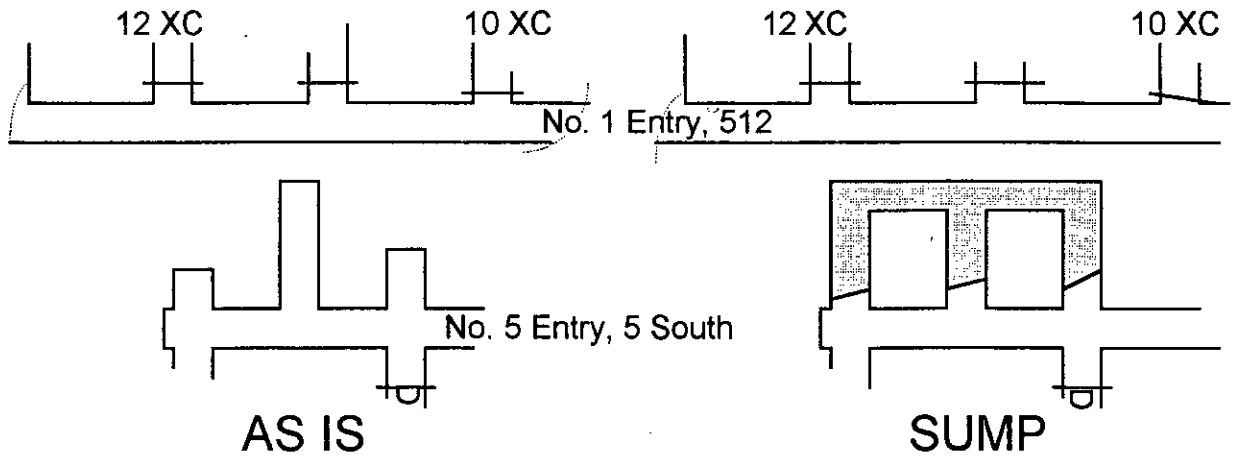 12 XC 10 XC 12 XC 10 XC
No. 1 Entry, 512
No. 5 Entry, 5 South
D D
AS IS SUMP